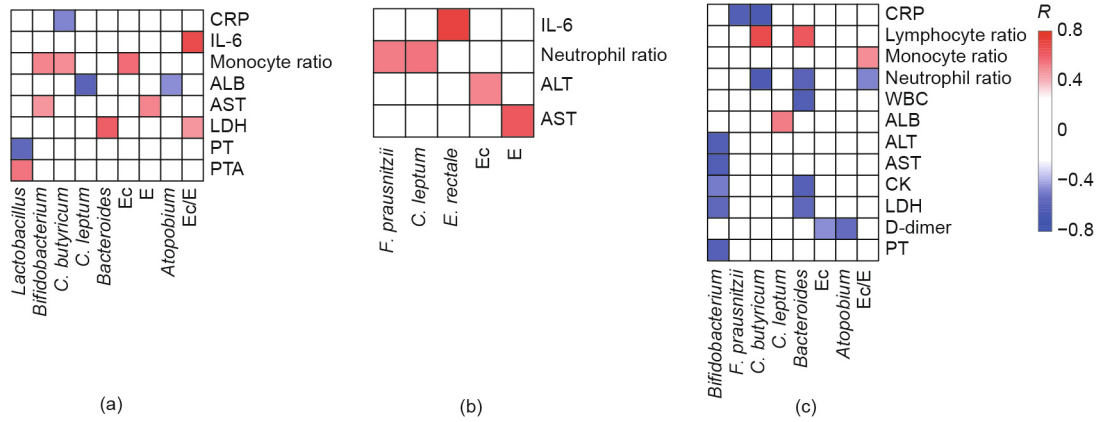 CRP
IL-6
Monocyte ratio
ALB
AST
LDH
PT
PTA
Lactobacillus
Bifidobacterium
C. butyricum
C. leptum
Bacteroides
Ec
E
Atopobium
Ec/E
(a)
IL-6
Neutrophil ratio
ALT
AST
F. prausnitzii
C. leptum
E. rectale
Ec
E
(b)
CRP
Lymphocyte ratio
Monocyte ratio
Neutrophil ratio
WBC
ALB
ALT
AST
CK
LDH
D-dimer
PT
Bifidobacterium
F. prausnitzii
C. butyricum
C. leptum
Bacteroides
Ec
Atopobium
Ec/E
(c)
R
0.8
0.4
0
−0.4
−0.8